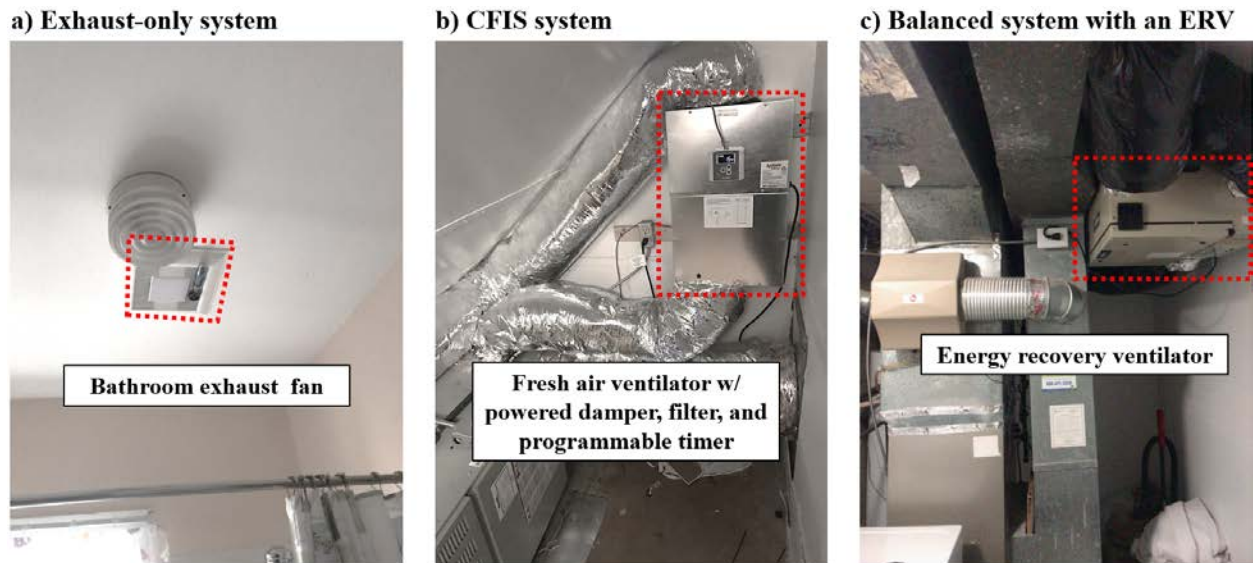 a) Exhaust-only system
b) CFIS system
c) Balanced system with an ERV
Bathroom exhaust fan
Fresh air ventilator w/
powered damper, filter, and
programmable timer
Energy recovery ventilator